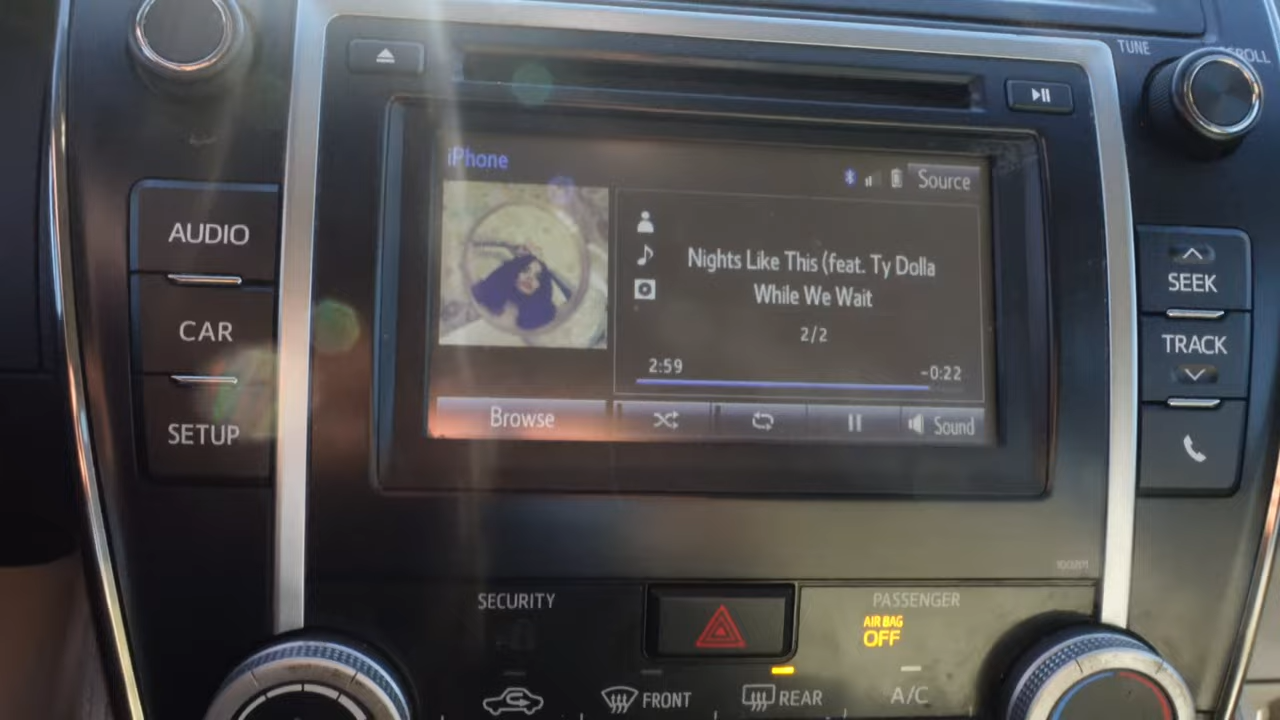 TUNE
SCROLL
iPhone
Source
AUDIO
CAR
SETUP
Nights Like This (feat. Ty Dolla
While We Wait
2/2
2:59
-0:22
Browse
Sound
SEEK
TRACK
SECURITY
PASSENGER
AIR BAG
OFF
FRONT
REAR
A/C